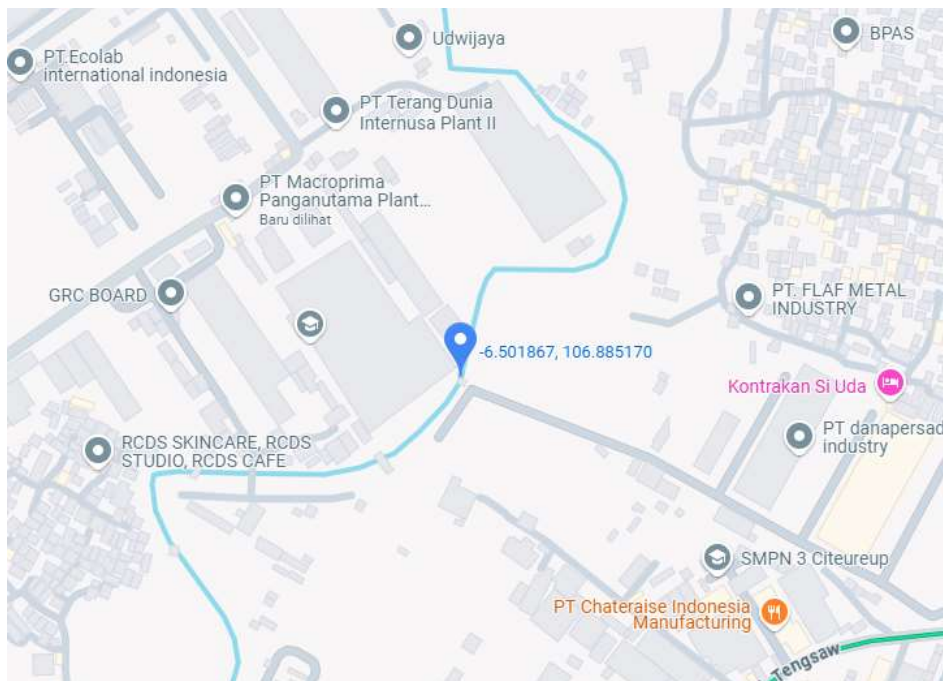 Udwijaya
BPAS
PT.Ecolab
international indonesia
PT Terang Dunia
Internusa Plant II
PT Macroprima
Panganutama Plant...
Baru dilihat
GRC BOARD
PT. FLAF METAL
INDUSTRY
-6.501867, 106.885170
Kontrakan Si Uda
RCDS SKINCARE, RCDS
STUDIO, RCDS CAFE
PT danapersad
industry
SMPN 3 Citeureup
PT Chateraise Indonesia
Manufacturing
Tengsaw